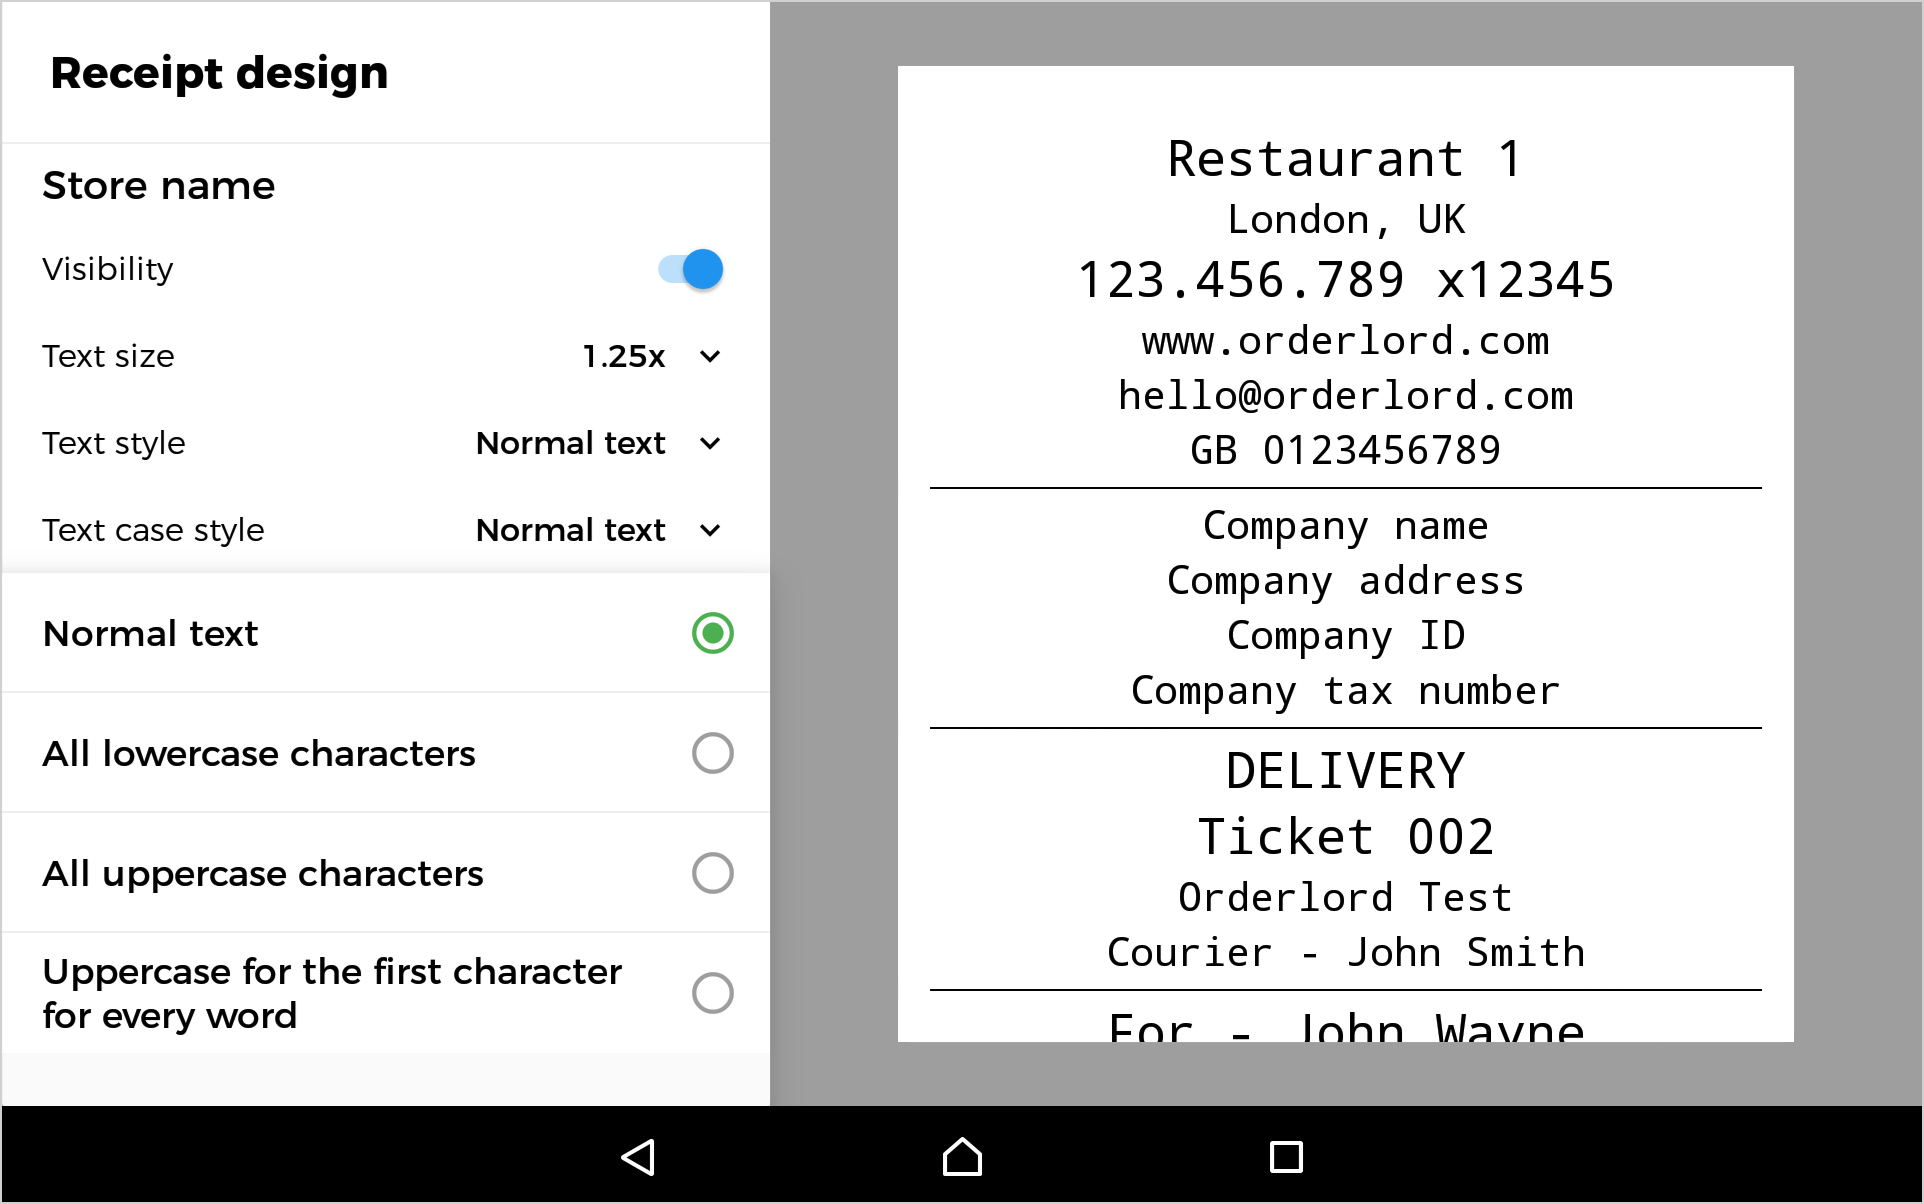 Receipt design
Store name
Visibility
Text size 1.25x
Text style Normal text
Text case style Normal text
Normal text
All lowercase characters
All uppercase characters
Uppercase for the first character
for every word
Restaurant 1
London, UK
123.456.789 x12345
www.orderlord.com
hello@orderlord.com
GB 0123456789
Company name
Company address
Company ID
Company tax number
DELIVERY
Ticket 002
Orderlord Test
Courier - John Smith
For - John Wayne